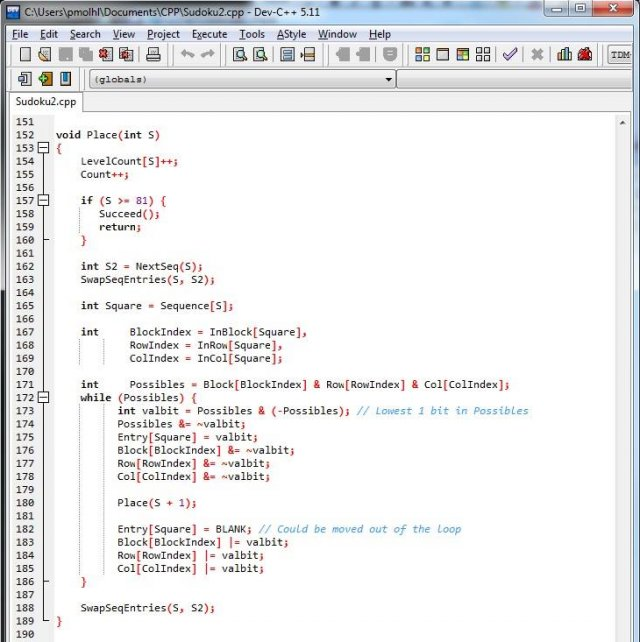 C:\Users\pmolhl\Documents\CPP\Sudoku2.cpp - Dev-C++ 5.11
File Edit Search View Project Execute Tools AStyle Window Help
TDM
(globals)
Sudoku2.cpp
151
152 void Place(int S)
153 {
154 LevelCount[S]++;
155 Count++;
156
157 if (S >= 81) {
158 Succeed();
159 return;
160 }
161
162 int S2 = NextSeq(S);
163 SwapSeqEntries(S, S2);
164
165 int Square = Sequence[S];
166
167 int BlockIndex = InBlock[Square],
168 RowIndex = InRow[Square],
169 ColIndex = InCol[Square];
170
171 int Possibles = Block[BlockIndex] & Row[RowIndex] & Col[ColIndex];
172 while (Possibles) {
173 int valbit = Possibles & (-Possibles); // Lowest 1 bit in Possibles
174 Possibles &= ~valbit;
175 Entry[Square] = valbit;
176 Block[BlockIndex] &= ~valbit;
177 Row[RowIndex] &= ~valbit;
178 Col[ColIndex] &= ~valbit;
179
180 Place(S + 1);
181
182 Entry[Square] = BLANK; // Could be moved out of the loop
183 Block[BlockIndex] |= valbit;
184 Row[RowIndex] |= valbit;
185 Col[ColIndex] |= valbit;
186 }
187
188 SwapSeqEntries(S, S2);
189 }
190